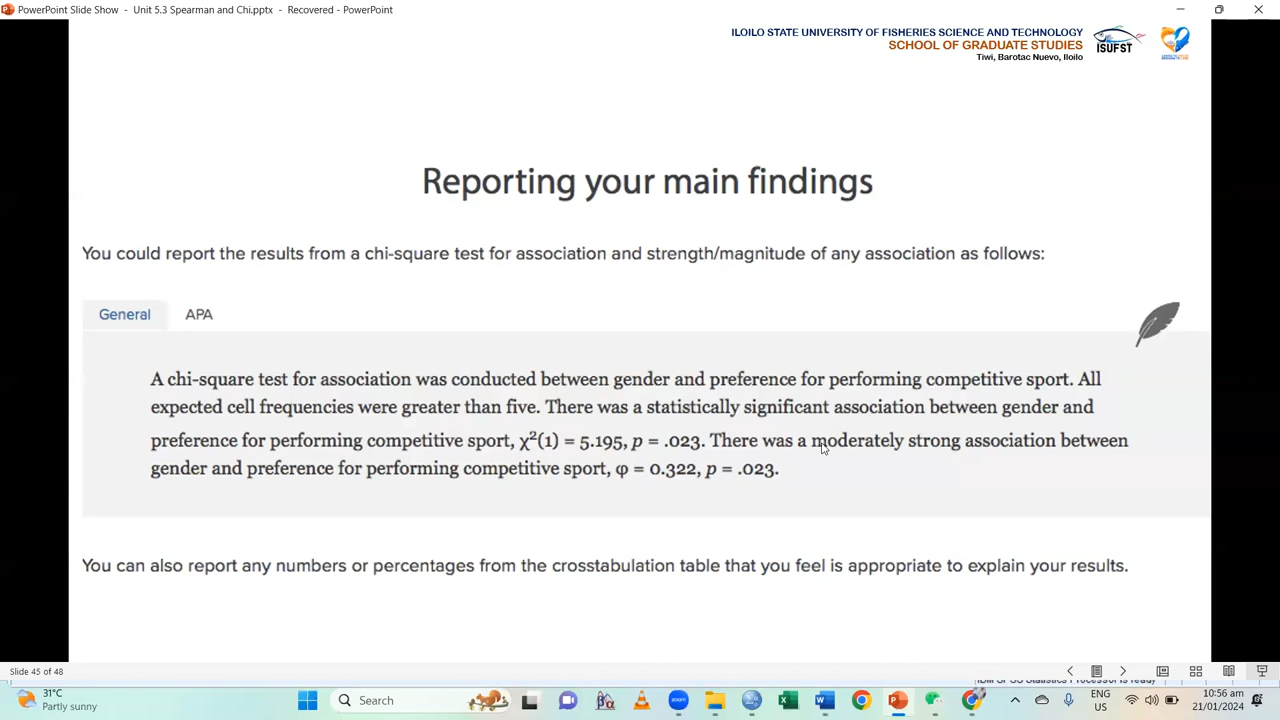 PowerPoint Slide Show - Unit 5.3 Spearman and Chi.pptx - Recovered - PowerPoint
ILOILO STATE UNIVERSITY OF FISHERIES SCIENCE AND TECHNOLOGY
SCHOOL OF GRADUATE STUDIES
Tiwi, Barotac Nuevo, Iloilo
ISUFST
Reporting your main findings
You could report the results from a chi-square test for association and strength/magnitude of any association as follows:
General APA
A chi-square test for association was conducted between gender and preference for performing competitive sport. All
expected cell frequencies were greater than five. There was a statistically significant association between gender and
preference for performing competitive sport, χ²(1) = 5.195, p = .023. There was a moderately strong association between
gender and preference for performing competitive sport, φ = 0.322, p = .023.
You can also report any numbers or percentages from the crosstabulation table that you feel is appropriate to explain your results.
Slide 45 of 48
31°C
Partly sunny
Search
ENG
US
10:56 am
21/01/2024